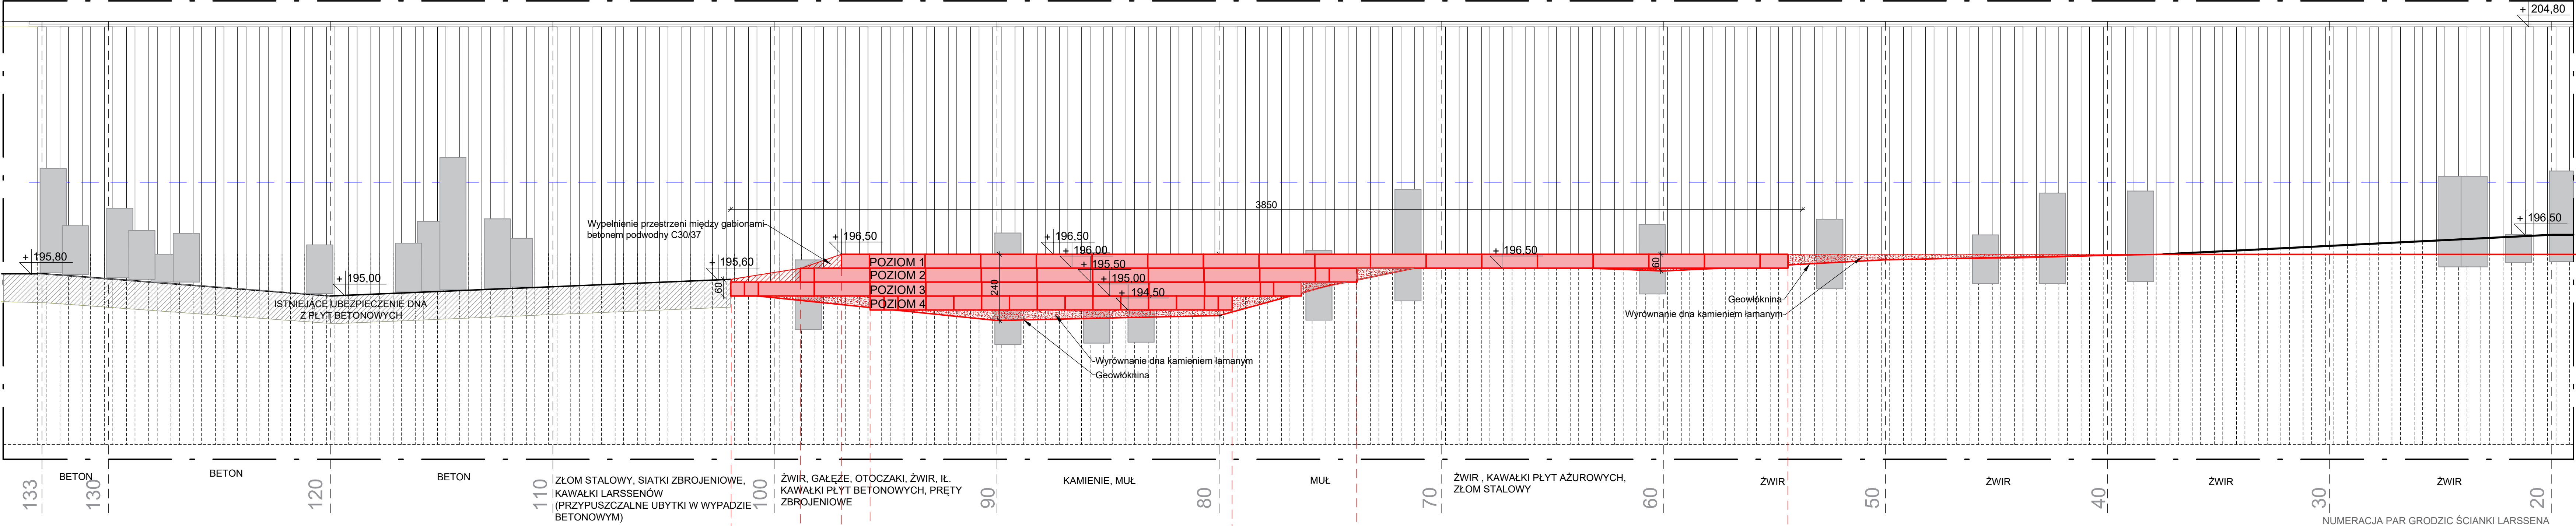 + 204,80
3850
Wypełnienie przestrzeni między gabionami
betonem podwodny C30/37
+ 196,50
+ 196,50
+ 196,00
+ 195,50
+ 195,00
+ 194,50
+ 196,50
+ 196,50
+195,80
+ 195,00
+195,60
POZIOM 1
POZIOM 2
POZIOM 3
POZIOM 4
60
240
60
ISTNIEJĄCE UBEZPIECZENIE DNA
Z PŁYT BETONOWYCH
Geowłóknina
Wyrównanie dna kamieniem łamanym
Wyrównanie dna kamieniem łamanym
Geowłóknina
BETON
BETON
BETON
ZŁOM STALOWY, SIATKI ZBROJENIOWE,
KAWAŁKI LARSSENÓW
(PRZYPUSZCZALNE UBYTKI W WYPADZIE
BETONOWYM)
ŻWIR, GAŁĘZE, OTOCZAKI, ŻWIR, IŁ.
KAWAŁKI PŁYT BETONOWYCH, PRĘTY
ZBROJENIOWE
KAMIENIE, MUŁ
MUŁ
ŻWIR , KAWAŁKI PŁYT AŻUROWYCH,
ZŁOM STALOWY
ŻWIR
ŻWIR
ŻWIR
ŻWIR
133
130
120
110
100
90
80
70
60
50
40
30
20
NUMERACJA PAR GRODZIC ŚCIANKI LARSSENA